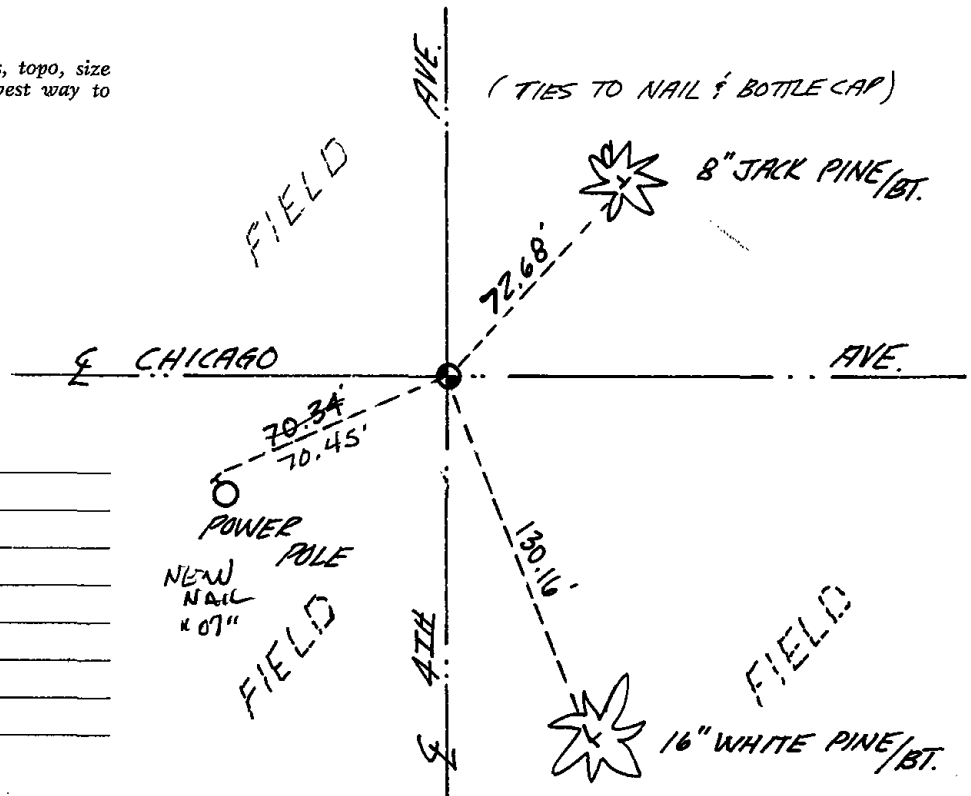 s, topo, size
best way to
AVE.
( TIES TO NAIL & BOTTLE CAP)
FIELD
8" JACK PINE/BT.
72.68'
℄ CHICAGO AVE.
70.34'
70.45'
POWER
POLE
NEW
NAIL
"07"
130.16'
FIELD
FIELD
℄ 4TH
16" WHITE PINE/BT.